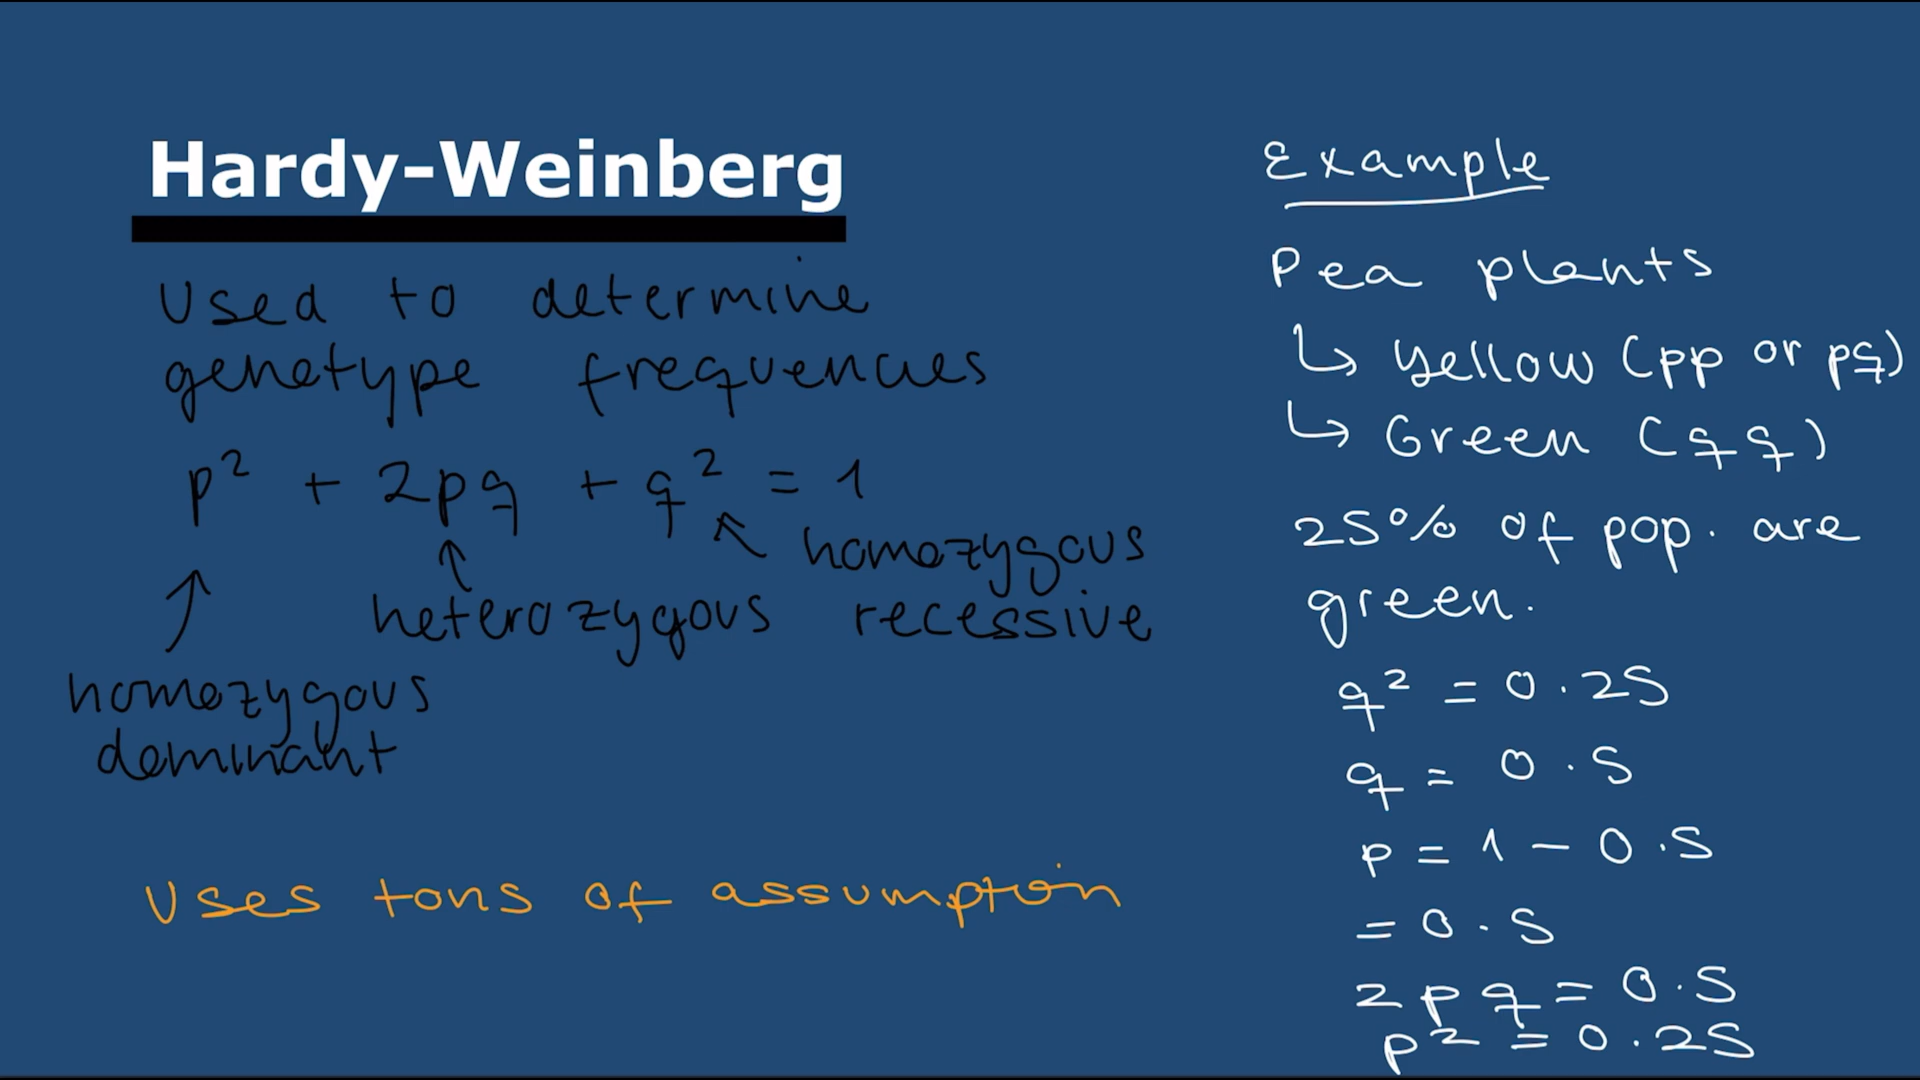 Hardy-Weinberg
Used to determine
genotype frequencies
p² + 2pq + q² = 1
homozygous
heterozygous recessive
homozygous
dominant
Uses tons of assumption
Example
Pea plants
↳ Yellow (pp or pq)
↳ Green (qq)
25% of pop. are
green.
q² = 0.25
q = 0.5
p = 1 - 0.5
= 0.5
2pq = 0.5
p² = 0.25